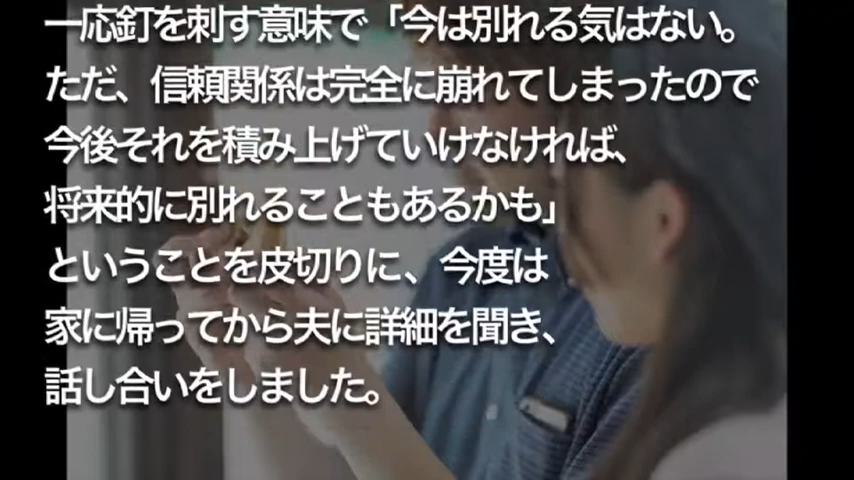 一応釘を刺す意味で「今は別れる気はない。
ただ、信頼関係は完全に崩れてしまったので
今後それを積み上げていけなければ、
将来的に別れることもあるかも」
ということを皮切りに、今度は
家に帰ってから夫に詳細を聞き、
話し合いをしました。